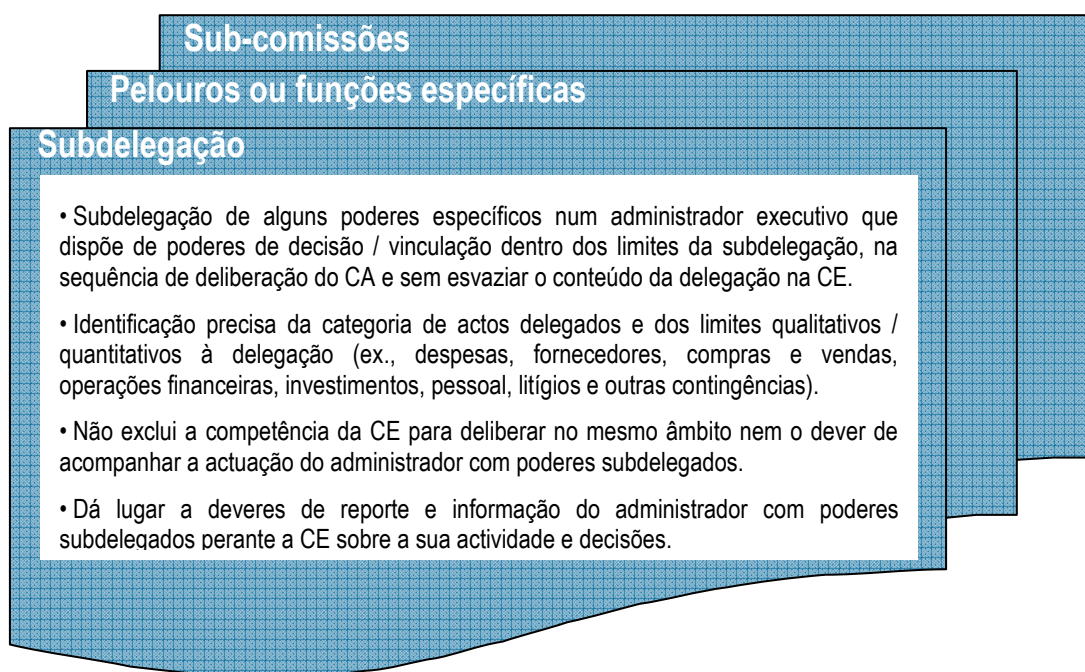 Sub-comissões
Pelouros ou funções específicas
Subdelegação
• Subdelegação de alguns poderes específicos num administrador executivo que
dispõe de poderes de decisão / vinculação dentro dos limites da subdelegação, na
sequência de deliberação do CA e sem esvaziar o conteúdo da delegação na CE.
• Identificação precisa da categoria de actos delegados e dos limites qualitativos /
quantitativos à delegação (ex., despesas, fornecedores, compras e vendas,
operações financeiras, investimentos, pessoal, litígios e outras contingências).
• Não exclui a competência da CE para deliberar no mesmo âmbito nem o dever de
acompanhar a actuação do administrador com poderes subdelegados.
• Dá lugar a deveres de reporte e informação do administrador com poderes
subdelegados perante a CE sobre a sua actividade e decisões.